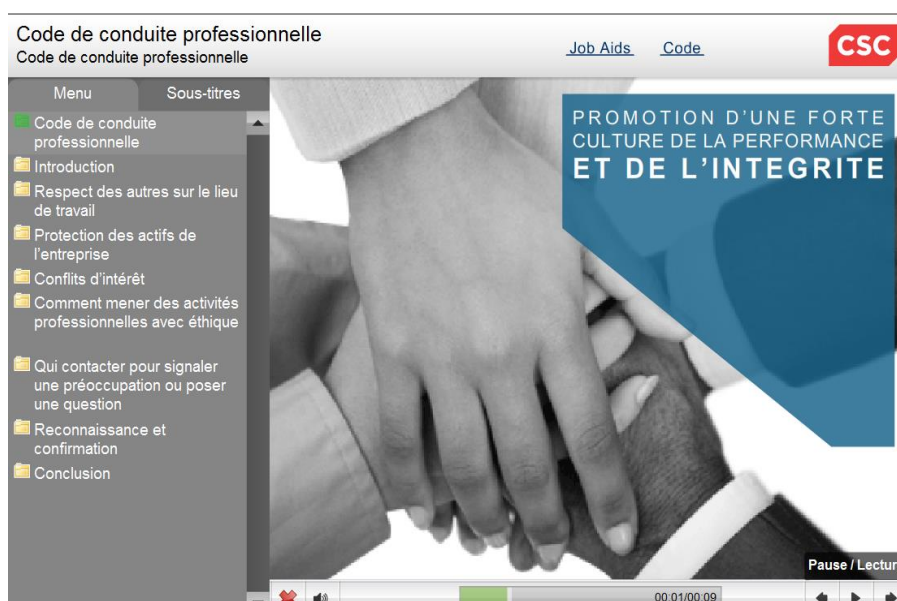 Code de conduite professionnelle
Code de conduite professionnelle
Job Aids Code
CSC
Menu Sous-titres
Code de conduite
professionnelle
Introduction
Respect des autres sur le lieu
de travail
Protection des actifs de
l'entreprise
Conflits d'intérêt
Comment mener des activités
professionnelles avec éthique
Qui contacter pour signaler
une préoccupation ou poser
une question
Reconnaissance et
confirmation
Conclusion
PROMOTION D'UNE FORTE
CULTURE DE LA PERFORMANCE
ET DE L'INTEGRITE
Pause / Lectur
00:01/00:09